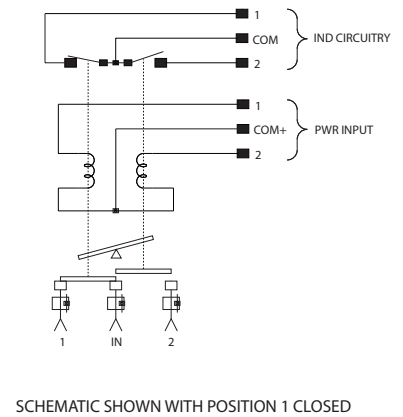 1
COM
IND CIRCUITRY
2
1
COM+
PWR INPUT
2
1 IN 2
SCHEMATIC SHOWN WITH POSITION 1 CLOSED